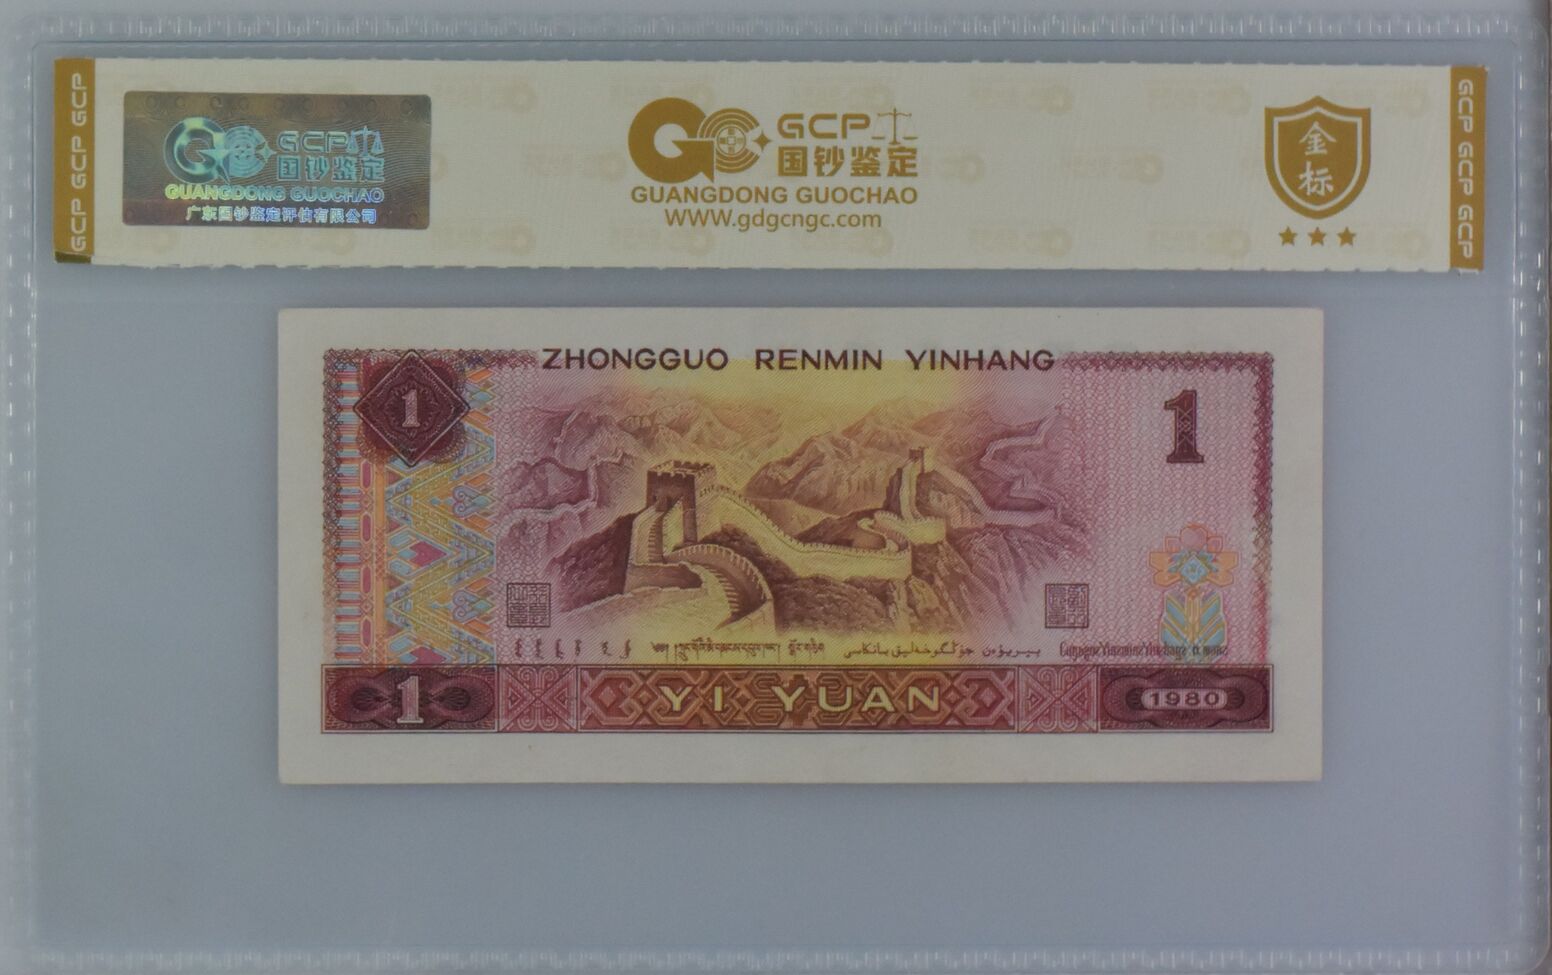 GCP GCP GCP
GCP
国钞鉴定
GUANGDONG GUOCHAO
广东国钞鉴定评估有限公司
GCP
国钞鉴定
GUANGDONG GUOCHAO
WWW.gdgcngc.com
金标
GCP GCP GCP
ZHONGGUO RENMIN YINHANG
1
1
1
YI YUAN
1980